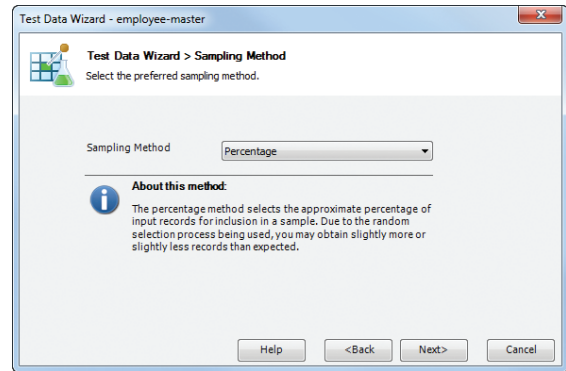 Test Data Wizard - employee-master
Test Data Wizard > Sampling Method
Select the preferred sampling method.
Sampling Method
Percentage
About this method:
The percentage method selects the approximate percentage of
input records for inclusion in a sample. Due to the random
selection process being used, you may obtain slightly more or
slightly less records than expected.
Help
<Back
Next>
Cancel